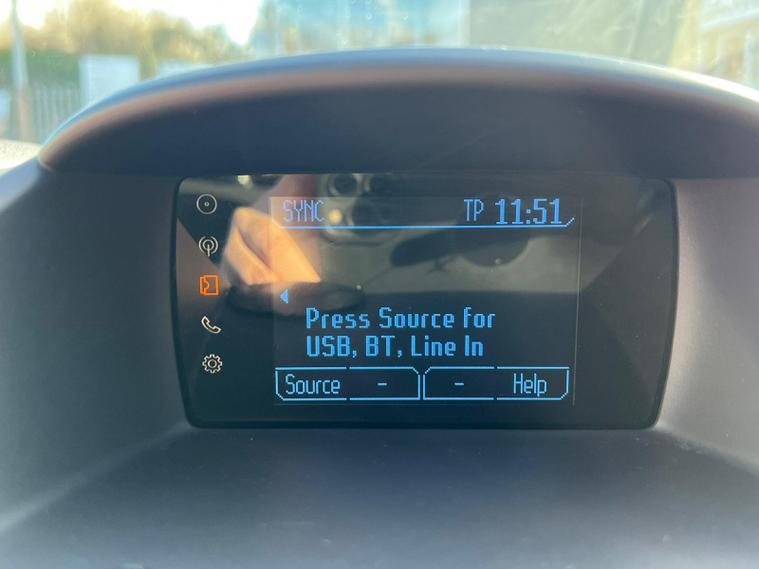 SYNC TP 11:51
Press Source for
USB, BT, Line In
Source - - Help